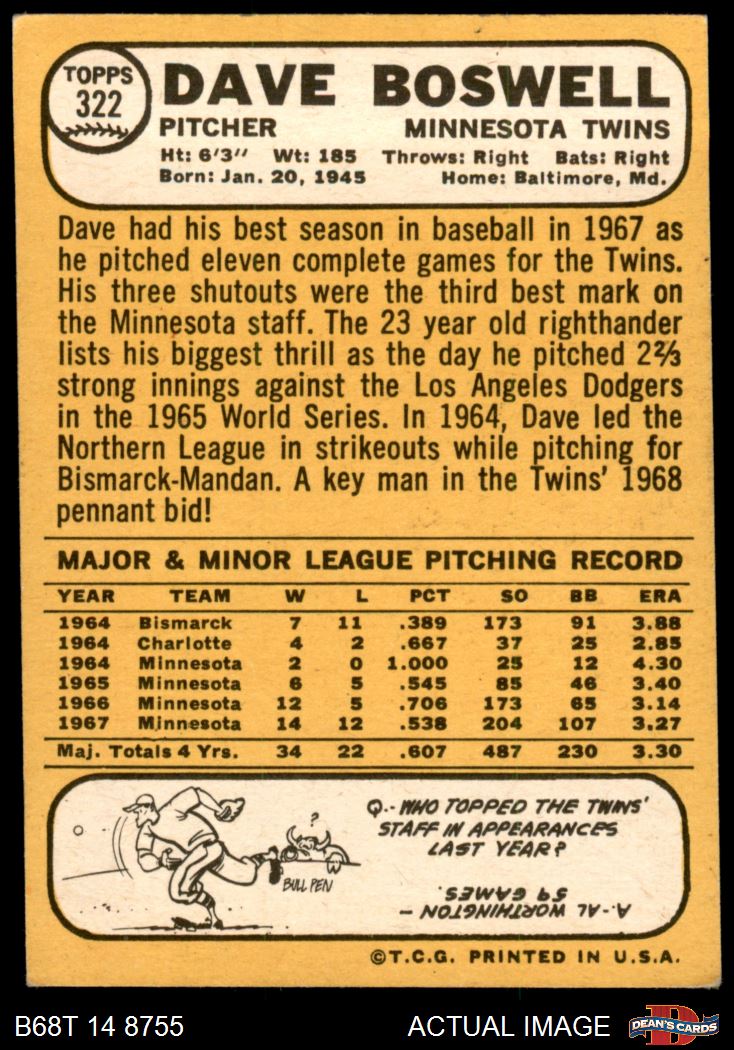 TOPPS
322
DAVE BOSWELL
PITCHER MINNESOTA TWINS
Ht: 6'3" Wt: 185 Throws: Right Bats: Right
Born: Jan. 20, 1945 Home: Baltimore, Md.
Dave had his best season in baseball in 1967 as
he pitched eleven complete games for the Twins.
His three shutouts were the third best mark on
the Minnesota staff. The 23 year old righthander
lists his biggest thrill as the day he pitched 2⅔
strong innings against the Los Angeles Dodgers
in the 1965 World Series. In 1964, Dave led the
Northern League in strikeouts while pitching for
Bismarck-Mandan. A key man in the Twins' 1968
pennant bid!
MAJOR & MINOR LEAGUE PITCHING RECORD
YEAR TEAM W L PCT SO BB ERA
1964 Bismarck 7 11 .389 173 91 3.88
1964 Charlotte 4 2 .667 37 25 2.85
1964 Minnesota 2 0 1.000 25 12 4.30
1965 Minnesota 6 5 .545 85 46 3.40
1966 Minnesota 12 5 .706 173 65 3.14
1967 Minnesota 14 12 .538 204 107 3.27
Maj. Totals 4 Yrs. 34 22 .607 487 230 3.30
Q.- WHO TOPPED THE TWINS'
STAFF IN APPEARANCES
LAST YEAR?
?
BULL PEN
A.- AL WORTHINGTON –
59 GAMES.
©T.C.G. PRINTED IN U.S.A.
B68T 14 8755 ACTUAL IMAGE DEAN'S CARDS